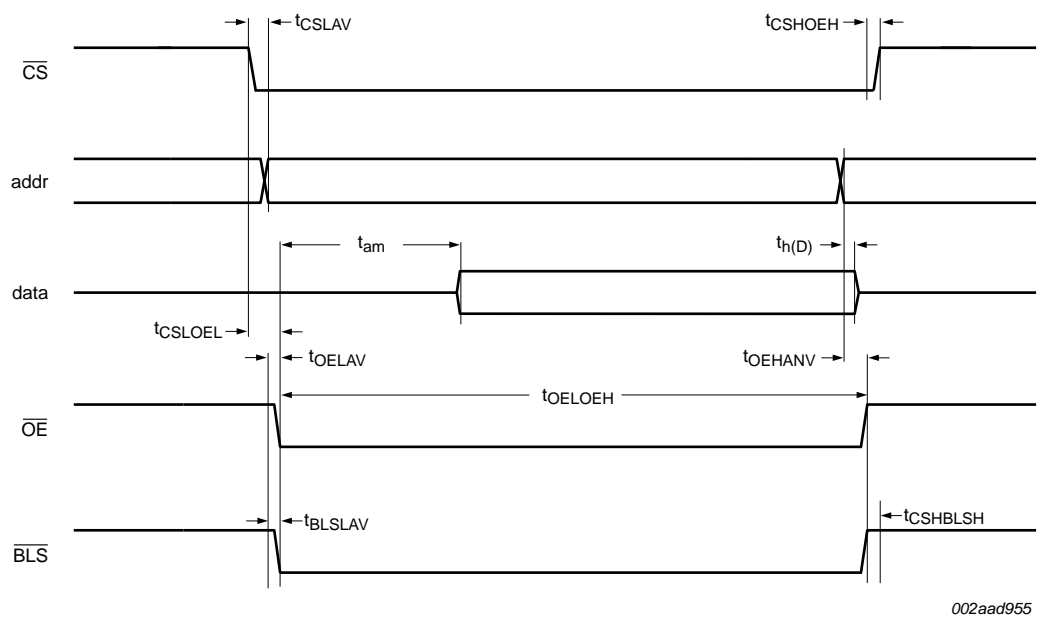 tCSLAV tCSHOEH
CS
addr
tam th(D)
data
tCSLOEL
tOELAV tOEHANV
tOELOEH
OE
tBLSLAV tCSHBLSH
BLS
002aad955